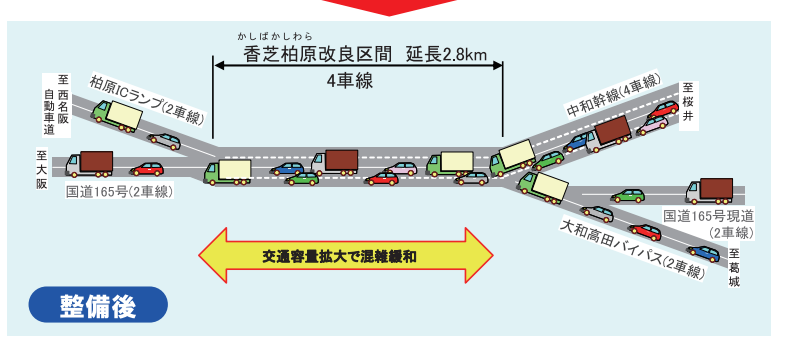 かしばかしわら
香芝柏原改良区間 延長2.8km
4車線
至西名阪
自動車道
柏原ICランプ(2車線)
至大阪
国道165号(2車線)
中和幹線(4車線)
至桜井
国道165号現道
(2車線)
大和高田バイパス(2車線)
至葛城
交通容量拡大で混雑緩和
整備後